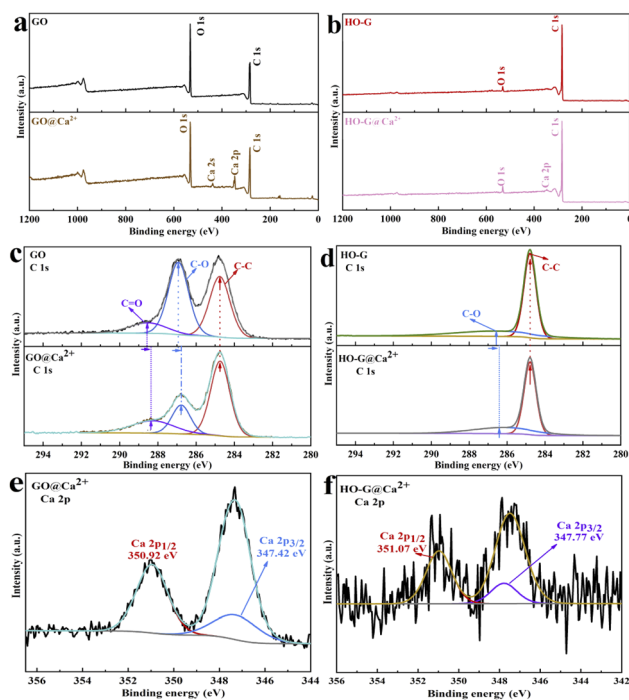 a
GO
O 1s
C 1s
GO@Ca²⁺
O 1s
Ca 2s
Ca 2p
C 1s
Intensity (a.u.)
1200 1000 800 600 400 200 0
Binding energy (eV)
b
HO-G
O 1s
C 1s
HO-G@Ca²⁺
O 1s
Ca 2p
C 1s
Intensity (a.u.)
1200 1000 800 600 400 200 0
Binding energy (eV)
c
GO
C 1s
C=O
C-O
C-C
GO@Ca²⁺
C 1s
Intensity (a.u.)
294 292 290 288 286 284 282 280
Binding energy (eV)
d
HO-G
C 1s
C-O
C-C
HO-G@Ca²⁺
C 1s
Intensity (a.u.)
295 290 285 280
Binding energy (eV)
e
GO@Ca²⁺
Ca 2p
Ca 2p1/2
350.92 eV
Ca 2p3/2
347.42 eV
Intensity (a.u.)
356 354 352 350 348 346 344
Binding energy (eV)
f
HO-G@Ca²⁺
Ca 2p
Ca 2p1/2
351.07 eV
Ca 2p3/2
347.77 eV
Intensity (a.u.)
356 354 352 350 348 346 344 342
Binding energy (eV)